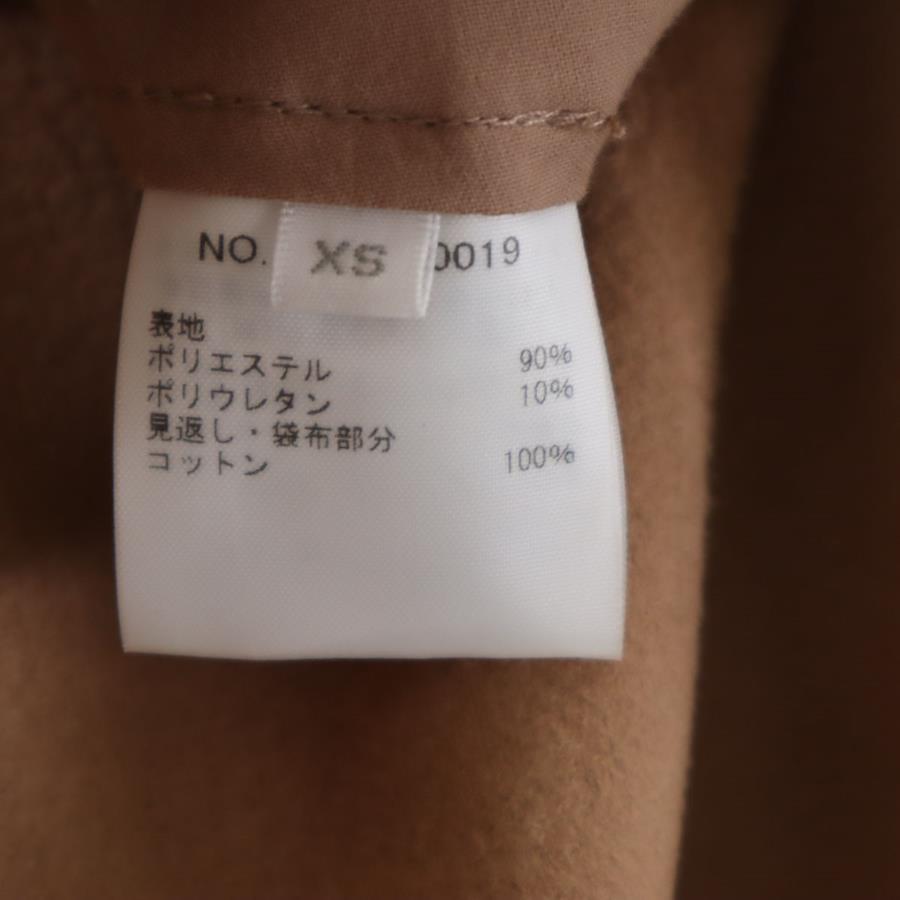 NO. XS 0019
表地
ポリエステル 90%
ポリウレタン 10%
見返し・袋布部分
コットン 100%